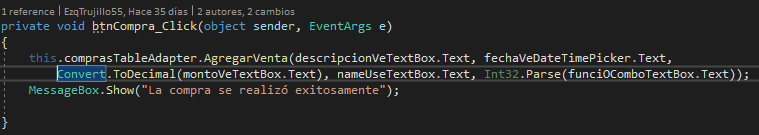 1 reference | EzqTrujillo55, Hace 35 días | 2 autores, 2 cambios
private void btnCompra_Click(object sender, EventArgs e)
{
this.comprasTableAdapter.AgregarVenta(descripcionVeTextBox.Text, fechaVeDateTimePicker.Text,
Convert.ToDecimal(montoVeTextBox.Text), nameUseTextBox.Text, Int32.Parse(funciOComboTextBox.Text));
MessageBox.Show("La compra se realizó exitosamente");
}